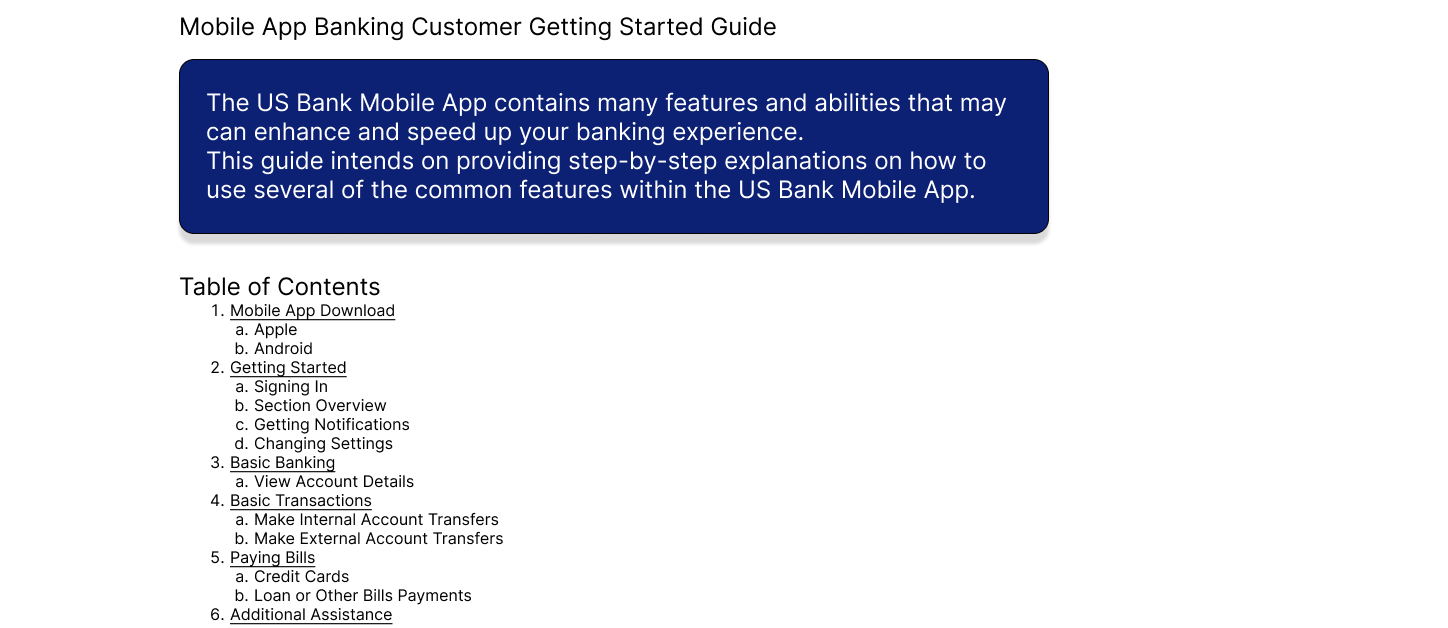 Mobile App Banking Customer Getting Started Guide
The US Bank Mobile App contains many features and abilities that may
can enhance and speed up your banking experience.
This guide intends on providing step-by-step explanations on how to
use several of the common features within the US Bank Mobile App.
Table of Contents
1. Mobile App Download
a. Apple
b. Android
2. Getting Started
a. Signing In
b. Section Overview
c. Getting Notifications
d. Changing Settings
3. Basic Banking
a. View Account Details
4. Basic Transactions
a. Make Internal Account Transfers
b. Make External Account Transfers
5. Paying Bills
a. Credit Cards
b. Loan or Other Bills Payments
6. Additional Assistance